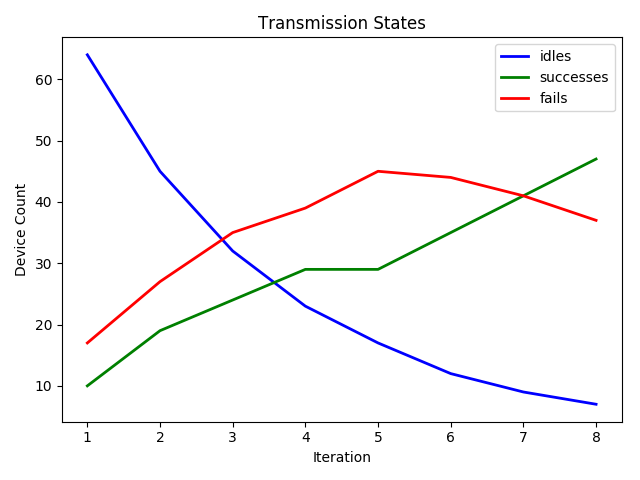 Transmission States
idles
successes
fails
Device Count
60
50
40
30
20
10
1 2 3 4 5 6 7 8
Iteration